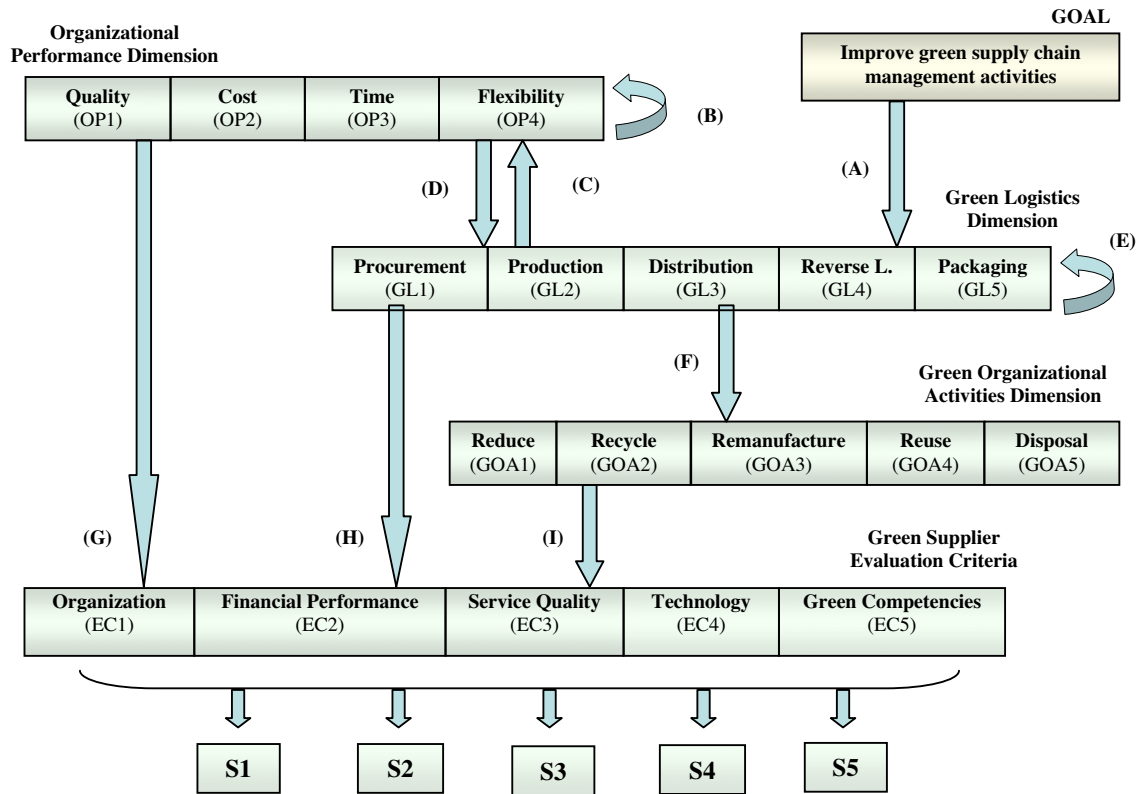 Organizational
Performance Dimension
GOAL
Improve green supply chain
management activities
Quality
(OP1)
Cost
(OP2)
Time
(OP3)
Flexibility
(OP4)
(B)
(A)
(D)
(C)
Green Logistics
Dimension
(E)
Procurement
(GL1)
Production
(GL2)
Distribution
(GL3)
Reverse L.
(GL4)
Packaging
(GL5)
(F)
Green Organizational
Activities Dimension
Reduce
(GOA1)
Recycle
(GOA2)
Remanufacture
(GOA3)
Reuse
(GOA4)
Disposal
(GOA5)
(G)
(H)
(I)
Green Supplier
Evaluation Criteria
Organization
(EC1)
Financial Performance
(EC2)
Service Quality
(EC3)
Technology
(EC4)
Green Competencies
(EC5)
S1
S2
S3
S4
S5